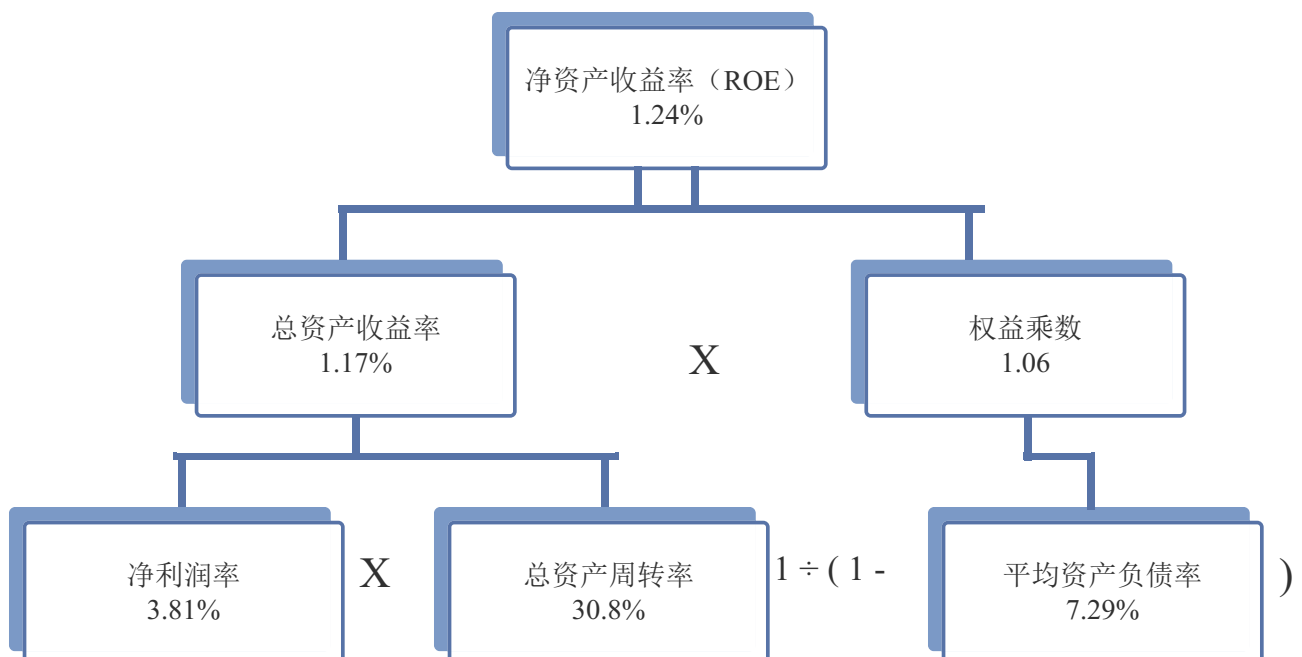 净资产收益率（ROE）
1.24%
总资产收益率
1.17%
X
权益乘数
1.06
净利润率
3.81%
X
总资产周转率
30.8%
1 ÷ ( 1 -
平均资产负债率
7.29%
)